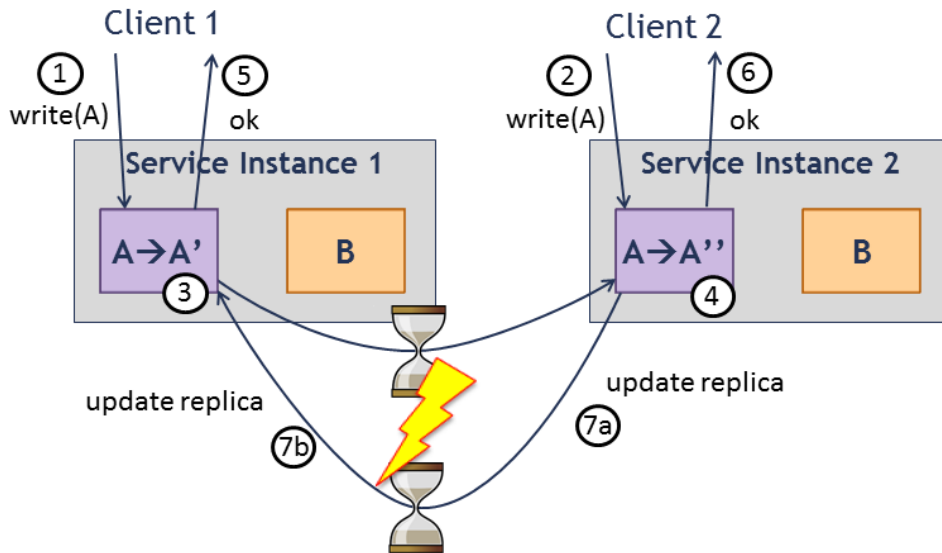 Client 1
Client 2
1
5
2
6
write(A)
ok
write(A)
ok
Service Instance 1
Service Instance 2
A→A'
B
A→A''
B
3
4
update replica
update replica
7b
7a